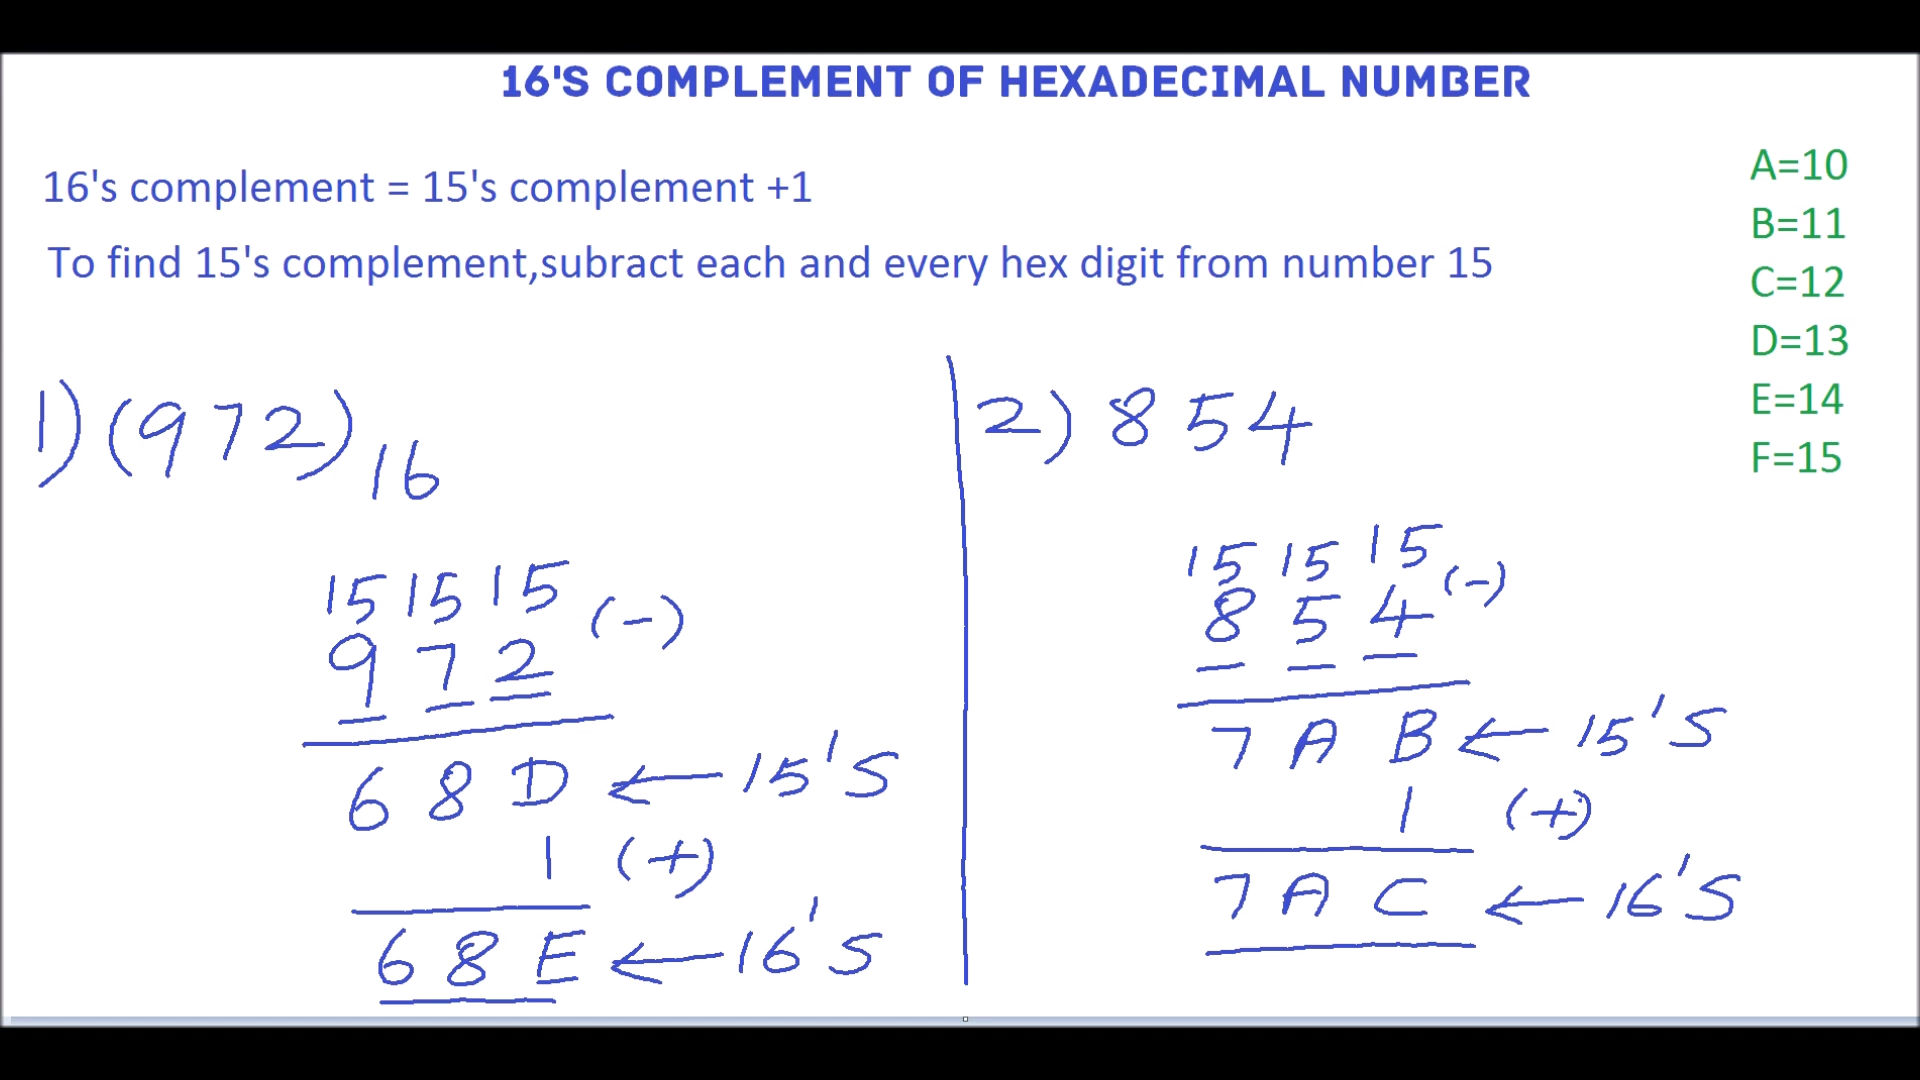 16'S COMPLEMENT OF HEXADECIMAL NUMBER
16's complement = 15's complement +1
To find 15's complement,subract each and every hex digit from number 15
A=10
B=11
C=12
D=13
E=14
F=15
1) (972)16
15 15 15 (-)
9 7 2
6 8 D ← 15'S
1 (+)
6 8 E ← 16'S
2) 8 5 4
15 15 15 (-)
8 5 4
7 A B ← 15'S
1 (+)
7 A C ← 16'S